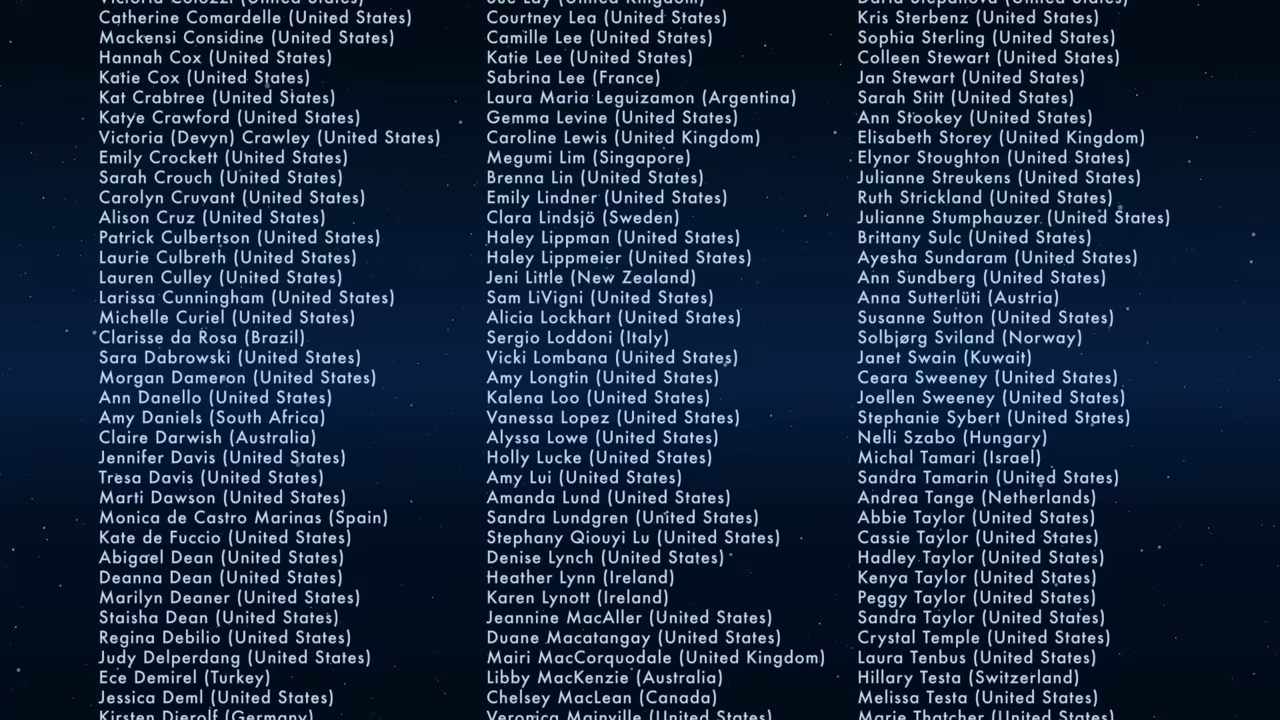 Catherine Comardelle (United States)
Mackensi Considine (United States)
Hannah Cox (United States)
Katie Cox (United States)
Kat Crabtree (United States)
Katye Crawford (United States)
Victoria (Devyn) Crawley (United States)
Emily Crockett (United States)
Sarah Crouch (United States)
Carolyn Cruvant (United States)
Alison Cruz (United States)
Patrick Culbertson (United States)
Laurie Culbreth (United States)
Lauren Culley (United States)
Larissa Cunningham (United States)
Michelle Curiel (United States)
Clarisse da Rosa (Brazil)
Sara Dabrowski (United States)
Morgan Dameron (United States)
Ann Danello (United States)
Amy Daniels (South Africa)
Claire Darwish (Australia)
Jennifer Davis (United States)
Tresa Davis (United States)
Marti Dawson (United States)
Monica de Castro Marinas (Spain)
Kate de Fuccio (United States)
Abigael Dean (United States)
Deanna Dean (United States)
Marilyn Deaner (United States)
Staisha Dean (United States)
Regina Debilio (United States)
Judy Delperdang (United States)
Ece Demirel (Turkey)
Jessica Deml (United States)
Kirsten Dierolf (Germany)
Courtney Lea (United States)
Camille Lee (United States)
Katie Lee (United States)
Sabrina Lee (France)
Laura Maria Leguizamon (Argentina)
Gemma Levine (United States)
Caroline Lewis (United Kingdom)
Megumi Lim (Singapore)
Brenna Lin (United States)
Emily Lindner (United States)
Clara Lindsjö (Sweden)
Haley Lippman (United States)
Haley Lippmeier (United States)
Jeni Little (New Zealand)
Sam LiVigni (United States)
Alicia Lockhart (United States)
Sergio Loddoni (Italy)
Vicki Lombana (United States)
Amy Longtin (United States)
Kalena Loo (United States)
Vanessa Lopez (United States)
Alyssa Lowe (United States)
Holly Lucke (United States)
Amy Lui (United States)
Amanda Lund (United States)
Sandra Lundgren (United States)
Stephany Qiouyi Lu (United States)
Denise Lynch (United States)
Heather Lynn (Ireland)
Karen Lynott (Ireland)
Jeannine MacAller (United States)
Duane Macatangay (United States)
Mairi MacCorquodale (United Kingdom)
Libby MacKenzie (Australia)
Chelsey MacLean (Canada)
Veronica Mainville (United States)
Kris Sterbenz (United States)
Sophia Sterling (United States)
Colleen Stewart (United States)
Jan Stewart (United States)
Sarah Stitt (United States)
Ann Stookey (United States)
Elisabeth Storey (United Kingdom)
Elynor Stoughton (United States)
Julianne Streukens (United States)
Ruth Strickland (United States)
Julianne Stumphauzer (United States)
Brittany Sulc (United States)
Ayesha Sundaram (United States)
Ann Sundberg (United States)
Anna Sutterlüti (Austria)
Susanne Sutton (United States)
Solbjørg Sviland (Norway)
Janet Swain (Kuwait)
Ceara Sweeney (United States)
Joellen Sweeney (United States)
Stephanie Sybert (United States)
Nelli Szabo (Hungary)
Michal Tamari (Israel)
Sandra Tamarin (United States)
Andrea Tange (Netherlands)
Abbie Taylor (United States)
Cassie Taylor (United States)
Hadley Taylor (United States)
Kenya Taylor (United States)
Peggy Taylor (United States)
Sandra Taylor (United States)
Crystal Temple (United States)
Laura Tenbus (United States)
Hillary Testa (Switzerland)
Melissa Testa (United States)
Marie Thatcher (United States)